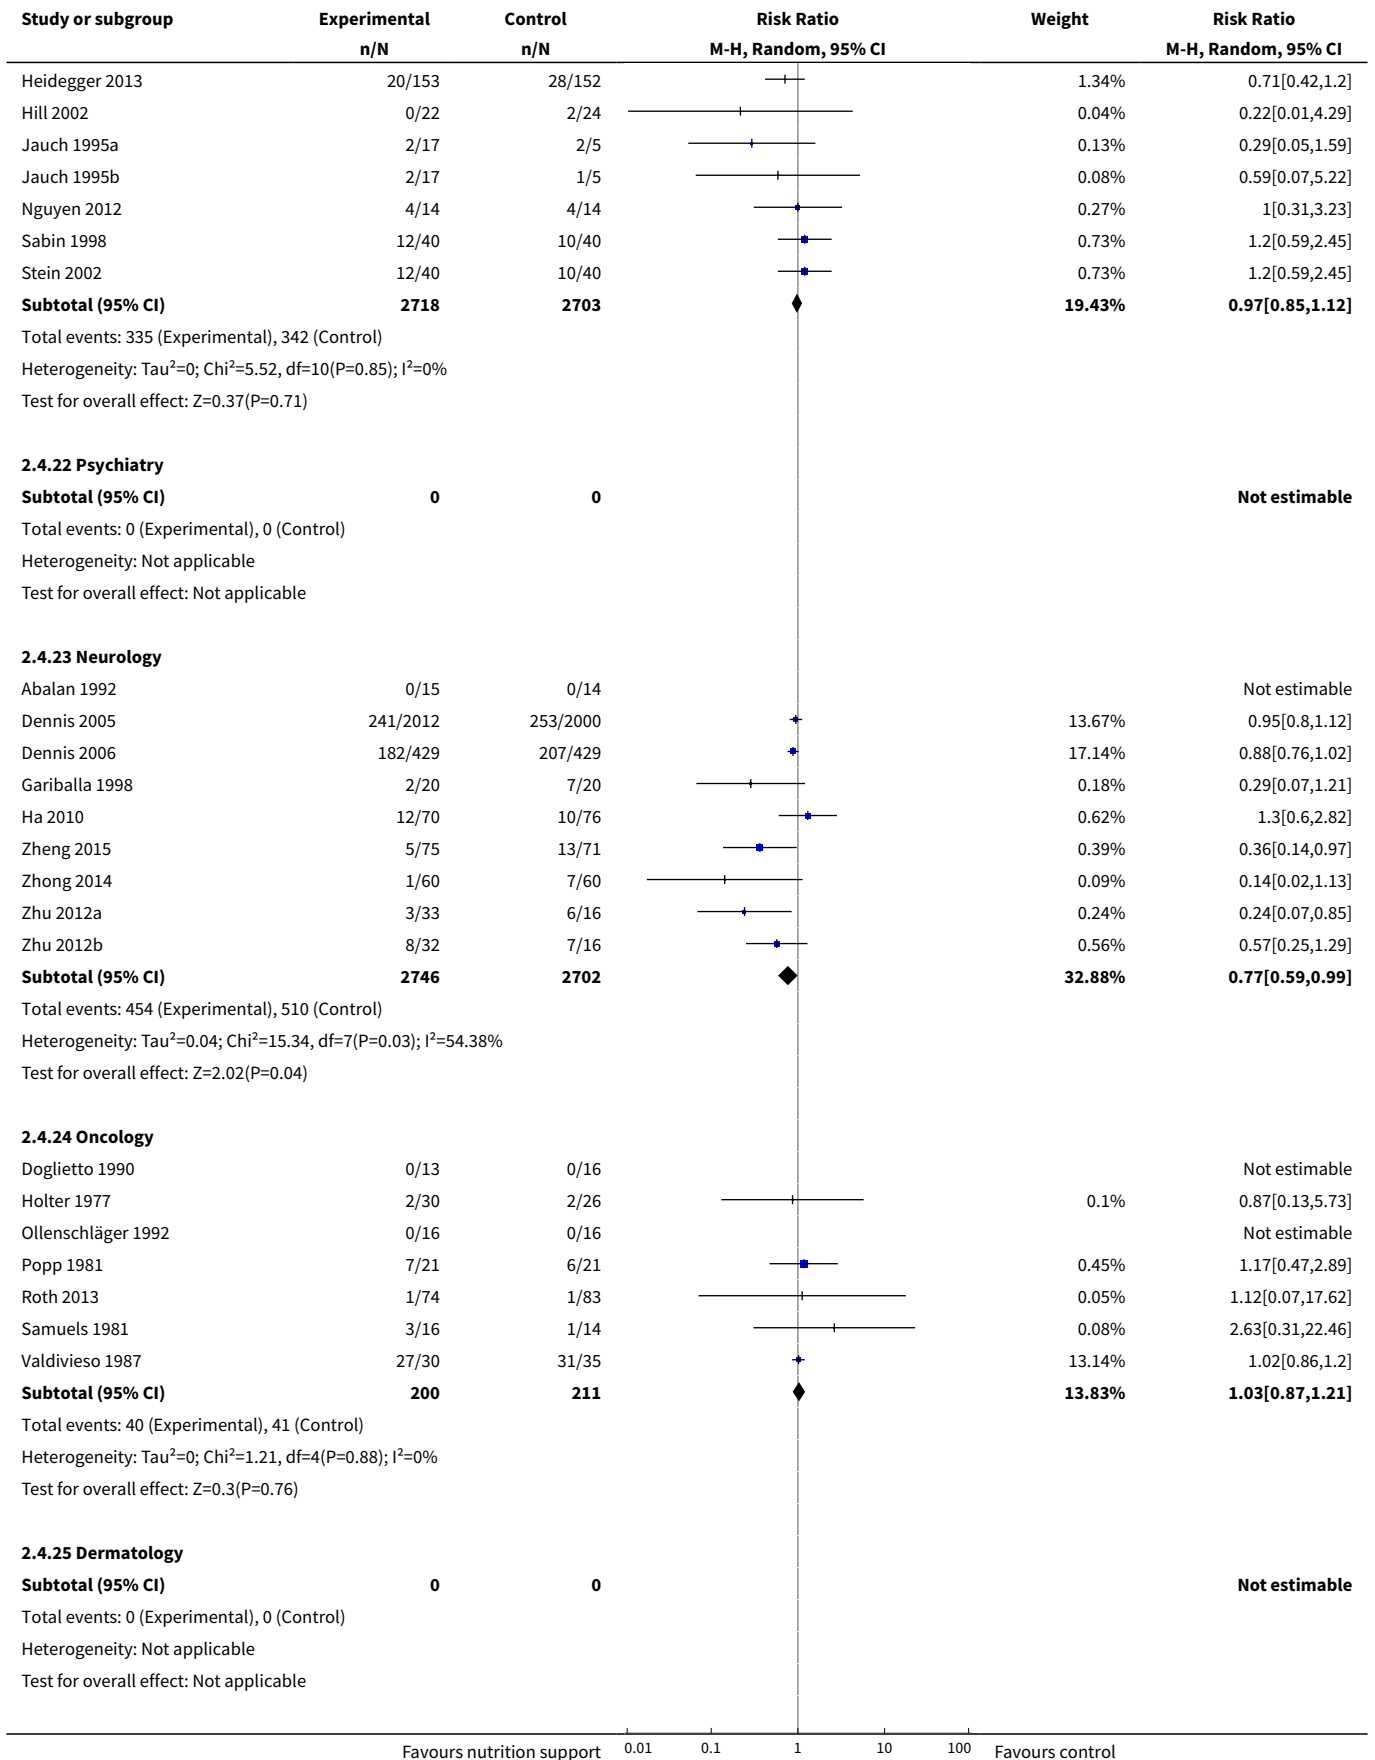 Study or subgroup Experimental Control Risk Ratio Weight Risk Ratio
n/N n/N M-H, Random, 95% CI M-H, Random, 95% CI
Heidegger 2013 20/153 28/152 1.34% 0.71[0.42,1.2]
Hill 2002 0/22 2/24 0.04% 0.22[0.01,4.29]
Jauch 1995a 2/17 2/5 0.13% 0.29[0.05,1.59]
Jauch 1995b 2/17 1/5 0.08% 0.59[0.07,5.22]
Nguyen 2012 4/14 4/14 0.27% 1[0.31,3.23]
Sabin 1998 12/40 10/40 0.73% 1.2[0.59,2.45]
Stein 2002 12/40 10/40 0.73% 1.2[0.59,2.45]
Subtotal (95% CI) 2718 2703 19.43% 0.97[0.85,1.12]
Total events: 335 (Experimental), 342 (Control)
Heterogeneity: Tau²=0; Chi²=5.52, df=10(P=0.85); I²=0%
Test for overall effect: Z=0.37(P=0.71)
2.4.22 Psychiatry
Subtotal (95% CI) 0 0 Not estimable
Total events: 0 (Experimental), 0 (Control)
Heterogeneity: Not applicable
Test for overall effect: Not applicable
2.4.23 Neurology
Abalan 1992 0/15 0/14 Not estimable
Dennis 2005 241/2012 253/2000 13.67% 0.95[0.8,1.12]
Dennis 2006 182/429 207/429 17.14% 0.88[0.76,1.02]
Gariballa 1998 2/20 7/20 0.18% 0.29[0.07,1.21]
Ha 2010 12/70 10/76 0.62% 1.3[0.6,2.82]
Zheng 2015 5/75 13/71 0.39% 0.36[0.14,0.97]
Zhong 2014 1/60 7/60 0.09% 0.14[0.02,1.13]
Zhu 2012a 3/33 6/16 0.24% 0.24[0.07,0.85]
Zhu 2012b 8/32 7/16 0.56% 0.57[0.25,1.29]
Subtotal (95% CI) 2746 2702 32.88% 0.77[0.59,0.99]
Total events: 454 (Experimental), 510 (Control)
Heterogeneity: Tau²=0.04; Chi²=15.34, df=7(P=0.03); I²=54.38%
Test for overall effect: Z=2.02(P=0.04)
2.4.24 Oncology
Doglietto 1990 0/13 0/16 Not estimable
Holter 1977 2/30 2/26 0.1% 0.87[0.13,5.73]
Ollenschläger 1992 0/16 0/16 Not estimable
Popp 1981 7/21 6/21 0.45% 1.17[0.47,2.89]
Roth 2013 1/74 1/83 0.05% 1.12[0.07,17.62]
Samuels 1981 3/16 1/14 0.08% 2.63[0.31,22.46]
Valdivieso 1987 27/30 31/35 13.14% 1.02[0.86,1.2]
Subtotal (95% CI) 200 211 13.83% 1.03[0.87,1.21]
Total events: 40 (Experimental), 41 (Control)
Heterogeneity: Tau²=0; Chi²=1.21, df=4(P=0.88); I²=0%
Test for overall effect: Z=0.3(P=0.76)
2.4.25 Dermatology
Subtotal (95% CI) 0 0 Not estimable
Total events: 0 (Experimental), 0 (Control)
Heterogeneity: Not applicable
Test for overall effect: Not applicable
Favours nutrition support 0.01 0.1 1 10 100 Favours control